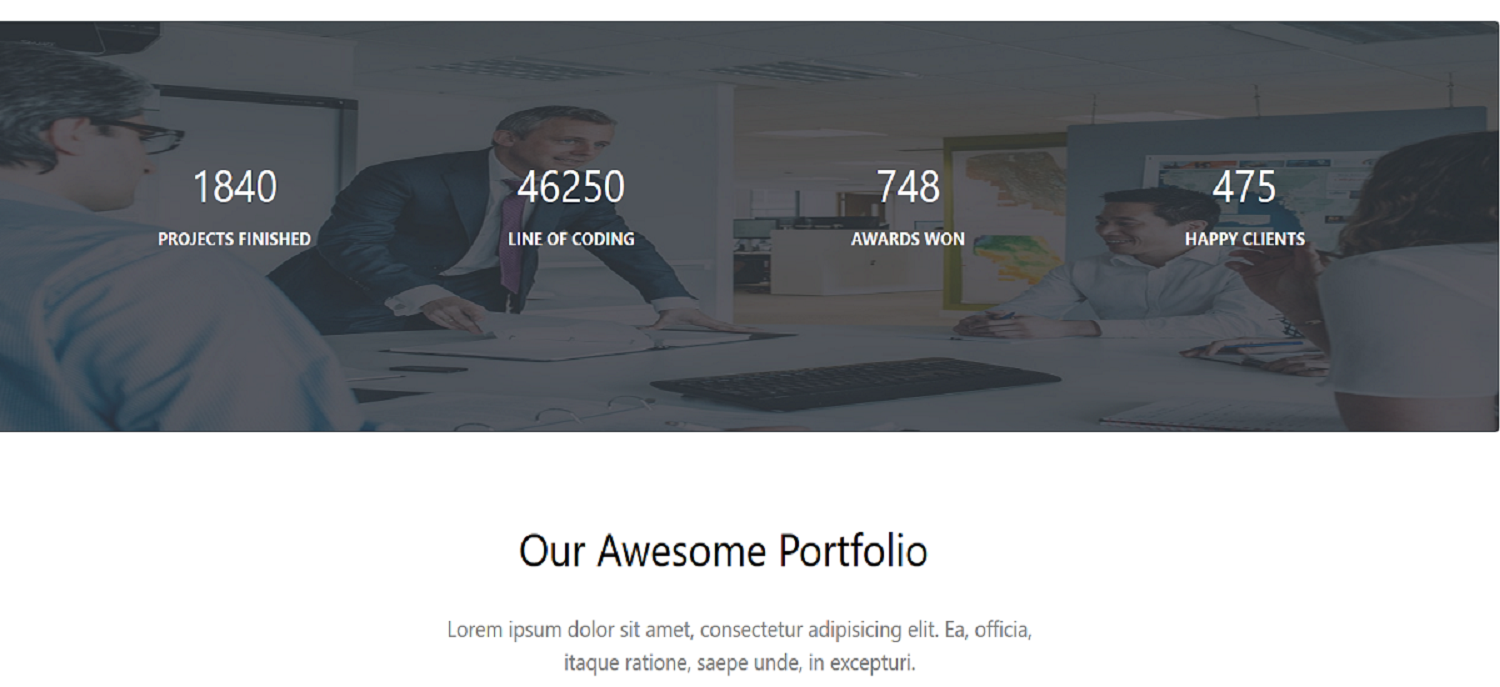 1840
46250
748
475
PROJECTS FINISHED
LINE OF CODING
AWARDS WON
HAPPY CLIENTS
Our Awesome Portfolio
Lorem ipsum dolor sit amet, consectetur adipisicing elit. Ea, officia,
itaque ratione, saepe unde, in excepturi.